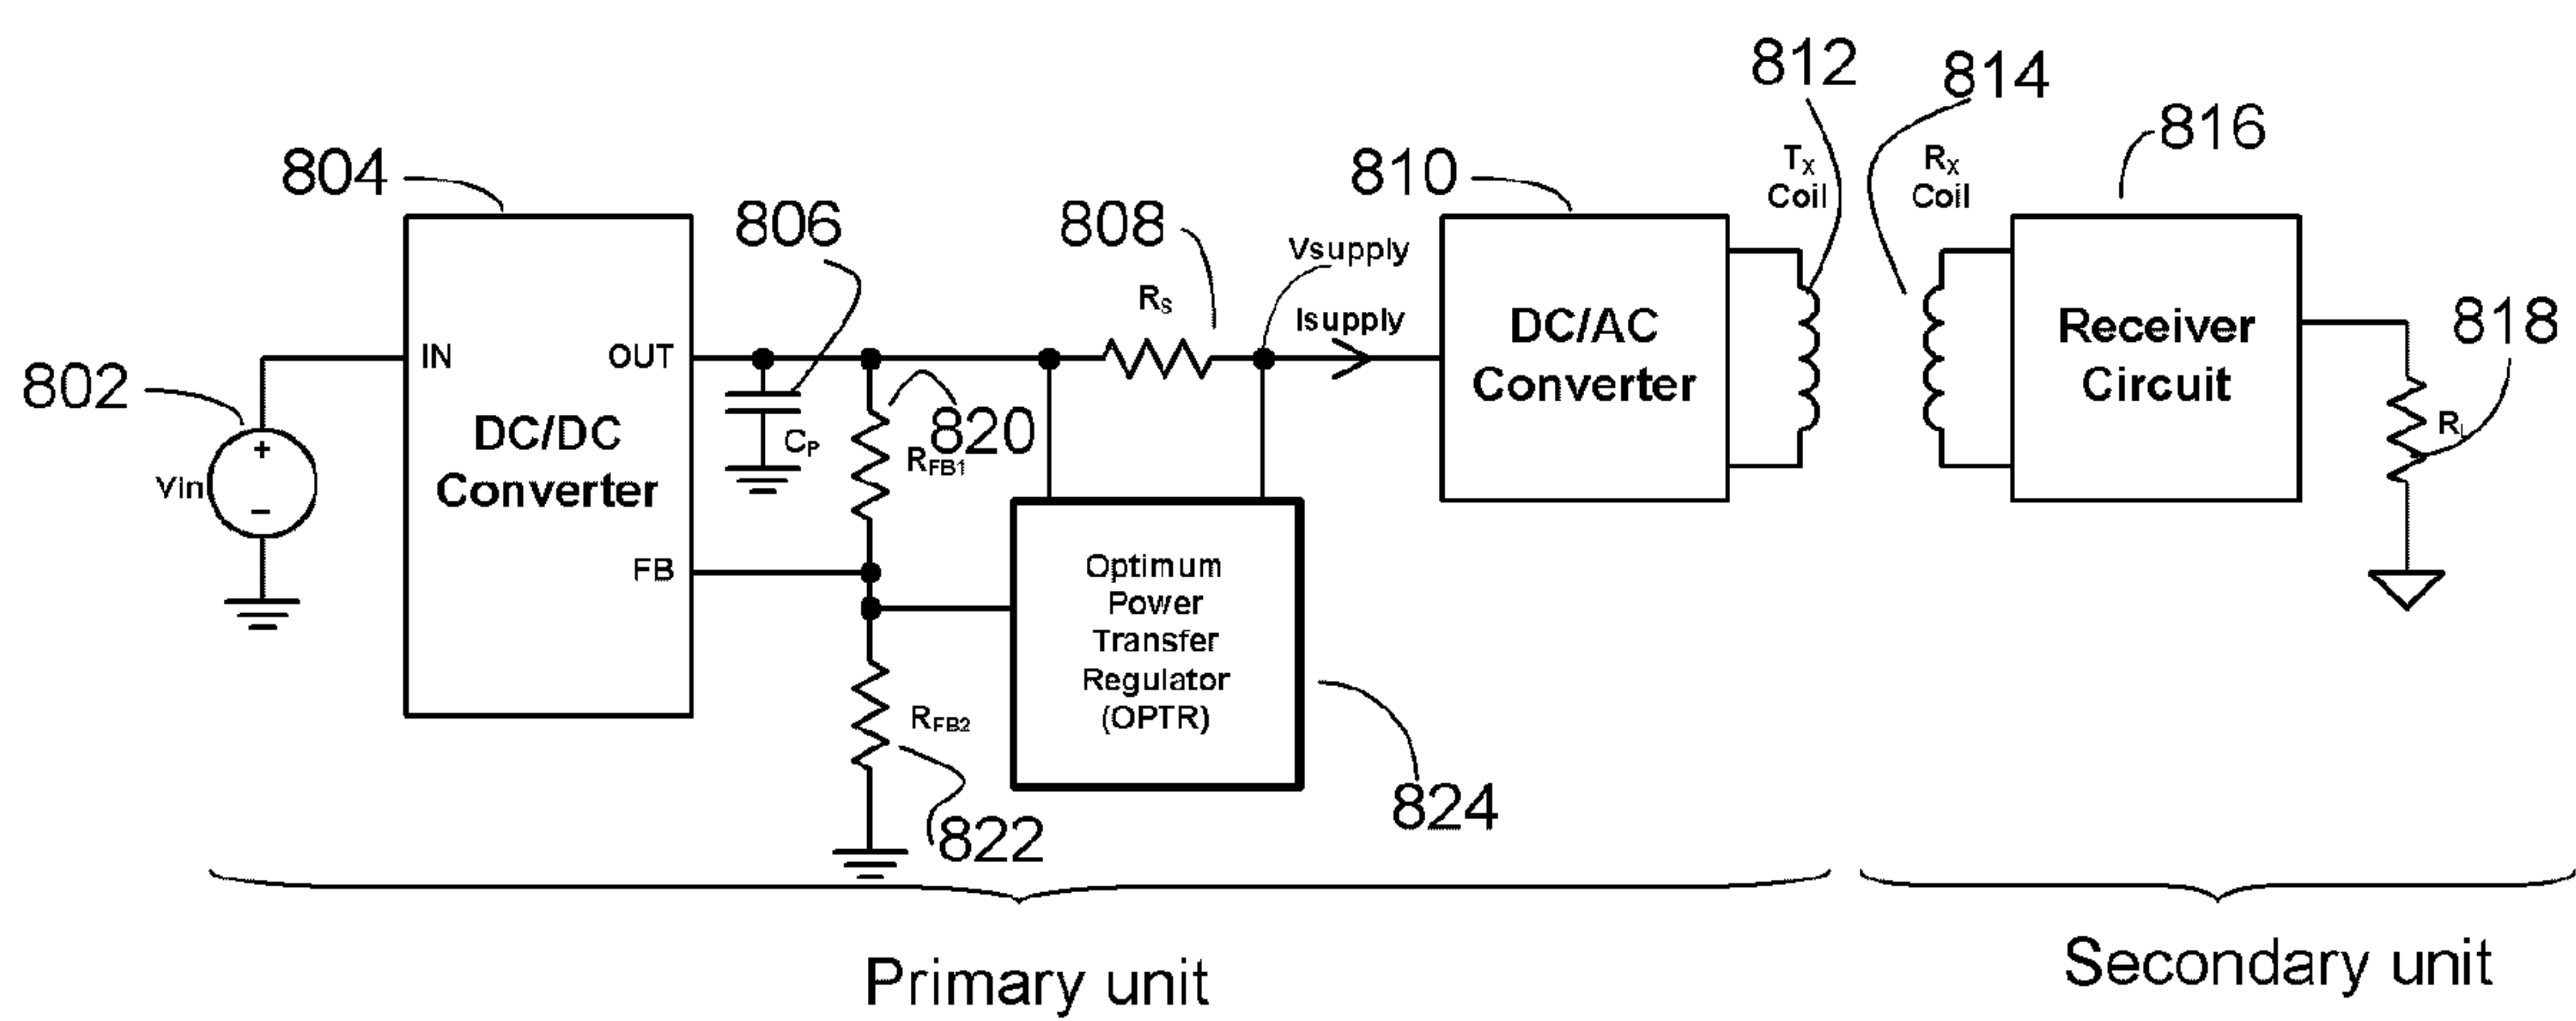 812
814
816
804
806
808
810
Tx
Coil
Rx
Coil
Vsupply
Isupply
RS
802
Vin
+
−
IN
OUT
FB
DC/DC
Converter
CP
820
RFB1
DC/AC
Converter
Receiver
Circuit
818
RL
Optimum
Power
Transfer
Regulator
(OPTR)
RFB2
822
824
Primary unit
Secondary unit